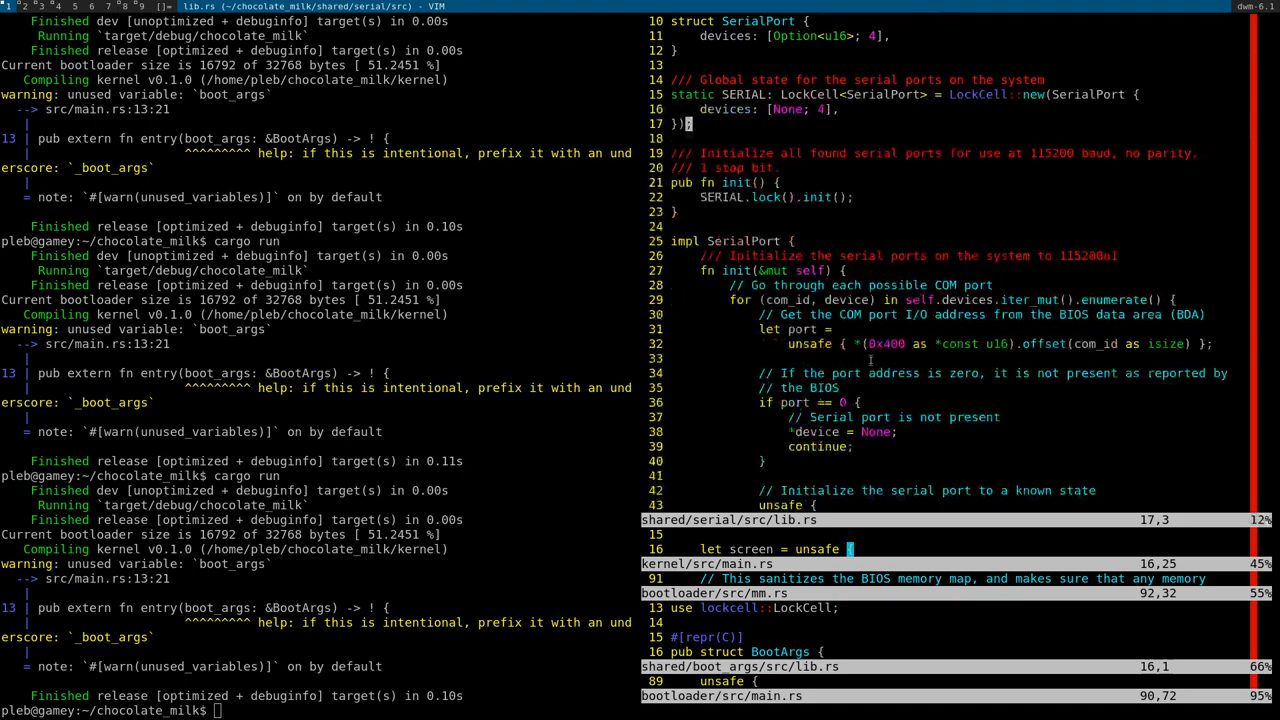 1 2 3 4 5 6 7 8 9 []= lib.rs (~/chocolate_milk/shared/serial/src) - VIM dwm-6.1
Finished dev [unoptimized + debuginfo] target(s) in 0.00s
Running `target/debug/chocolate_milk`
Finished release [optimized + debuginfo] target(s) in 0.00s
Current bootloader size is 16792 of 32768 bytes [ 51.2451 %]
Compiling kernel v0.1.0 (/home/pleb/chocolate_milk/kernel)
warning: unused variable: `boot_args`
--> src/main.rs:13:21
|
13 | pub extern fn entry(boot_args: &BootArgs) -> ! {
| ^^^^^^^^^ help: if this is intentional, prefix it with an und
erscore: `_boot_args`
|
= note: `#[warn(unused_variables)]` on by default
Finished release [optimized + debuginfo] target(s) in 0.10s
pleb@gamey:~/chocolate_milk$ cargo run
Finished dev [unoptimized + debuginfo] target(s) in 0.00s
Running `target/debug/chocolate_milk`
Finished release [optimized + debuginfo] target(s) in 0.00s
Current bootloader size is 16792 of 32768 bytes [ 51.2451 %]
Compiling kernel v0.1.0 (/home/pleb/chocolate_milk/kernel)
warning: unused variable: `boot_args`
--> src/main.rs:13:21
|
13 | pub extern fn entry(boot_args: &BootArgs) -> ! {
| ^^^^^^^^^ help: if this is intentional, prefix it with an und
erscore: `_boot_args`
|
= note: `#[warn(unused_variables)]` on by default
Finished release [optimized + debuginfo] target(s) in 0.11s
pleb@gamey:~/chocolate_milk$ cargo run
Finished dev [unoptimized + debuginfo] target(s) in 0.00s
Running `target/debug/chocolate_milk`
Finished release [optimized + debuginfo] target(s) in 0.00s
Current bootloader size is 16792 of 32768 bytes [ 51.2451 %]
Compiling kernel v0.1.0 (/home/pleb/chocolate_milk/kernel)
warning: unused variable: `boot_args`
--> src/main.rs:13:21
|
13 | pub extern fn entry(boot_args: &BootArgs) -> ! {
| ^^^^^^^^^ help: if this is intentional, prefix it with an und
erscore: `_boot_args`
|
= note: `#[warn(unused_variables)]` on by default
Finished release [optimized + debuginfo] target(s) in 0.10s
pleb@gamey:~/chocolate_milk$
10 struct SerialPort {
11 devices: [Option<u16>; 4],
12 }
13
14 /// Global state for the serial ports on the system
15 static SERIAL: LockCell<SerialPort> = LockCell::new(SerialPort {
16 devices: [None; 4],
17 });
18
19 /// Initialize all found serial ports for use at 115200 baud, no parity.
20 /// 1 stop bit.
21 pub fn init() {
22 SERIAL.lock().init();
23 }
24
25 impl SerialPort {
26 /// Initialize the serial ports on the system to 115200n1
27 fn init(&mut self) {
28 // Go through each possible COM port
29 for (com_id, device) in self.devices.iter_mut().enumerate() {
30 // Get the COM port I/O address from the BIOS data area (BDA)
31 let port =
32 unsafe { *(0x400 as *const u16).offset(com_id as isize) };
33
34 // If the port address is zero, it is not present as reported by
35 // the BIOS
36 if port == 0 {
37 // Serial port is not present
38 *device = None;
39 continue;
40 }
41
42 // Initialize the serial port to a known state
43 unsafe {
shared/serial/src/lib.rs 17,3 12%
15
16 let screen = unsafe {
kernel/src/main.rs 16,25 45%
91 // This sanitizes the BIOS memory map, and makes sure that any memory
bootloader/src/mm.rs 92,32 55%
13 use lockcell::LockCell;
14
15 #[repr(C)]
16 pub struct BootArgs {
shared/boot_args/src/lib.rs 16,1 66%
89 unsafe {
bootloader/src/main.rs 90,72 95%